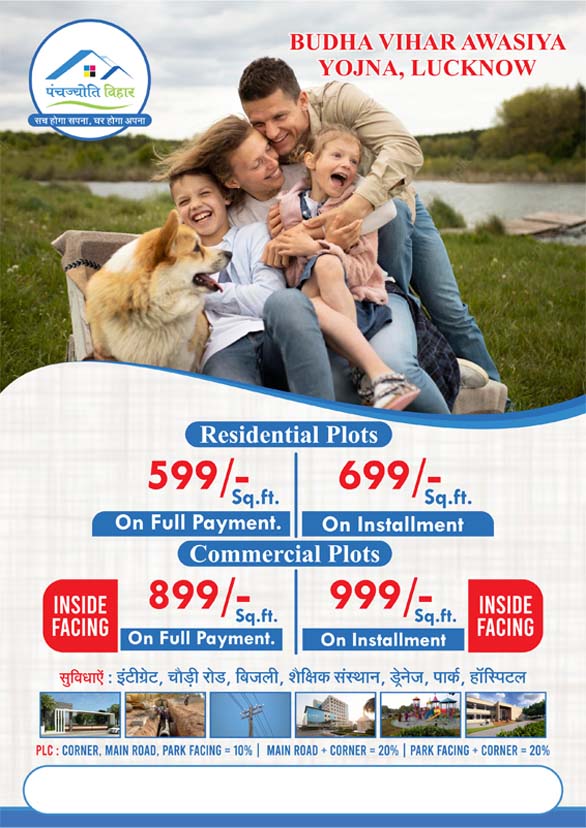 BUDHA VIHAR AWASIYA
YOJNA, LUCKNOW
पंचज्योति विहार
सच होगा सपना, घर होगा अपना
Residential Plots
599/- Sq.ft.
On Full Payment.
699/- Sq.ft.
On Installment
Commercial Plots
INSIDE
FACING
899/- Sq.ft.
On Full Payment.
999/- Sq.ft.
On Installment
INSIDE
FACING
सुविधाऐं : इंटीग्रेट, चौड़ी रोड, बिजली, शैक्षिक संस्थान, ड्रेनेज, पार्क, हॉस्पिटल
PLC : CORNER, MAIN ROAD, PARK FACING = 10% | MAIN ROAD + CORNER = 20% | PARK FACING + CORNER = 20%